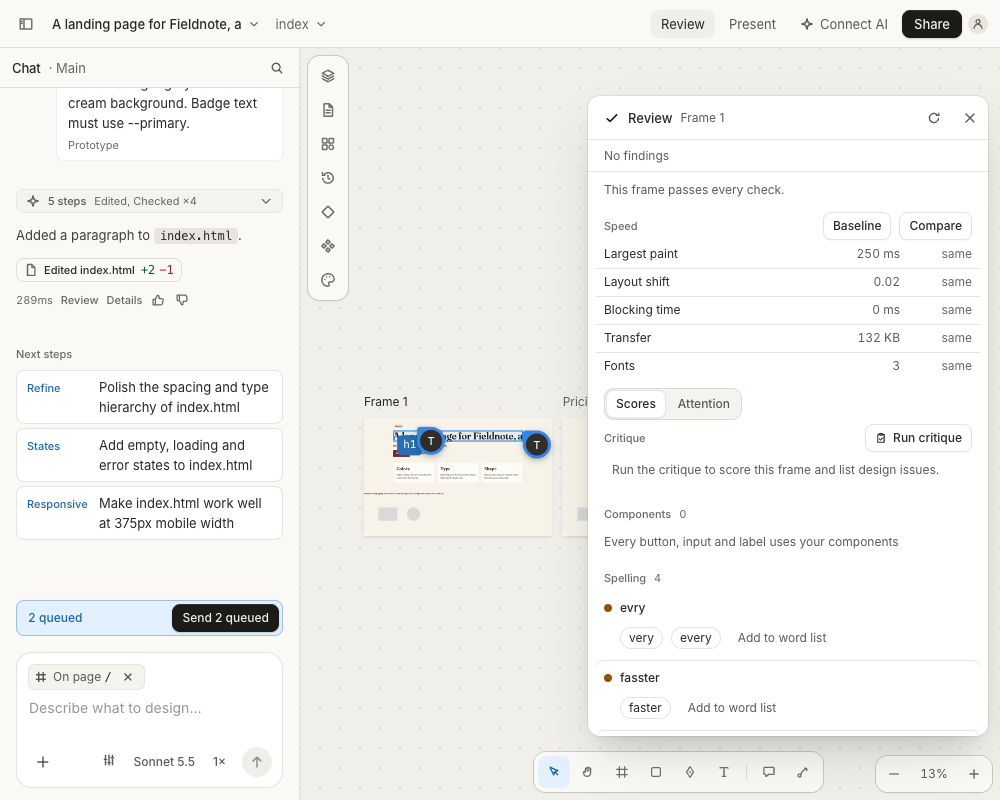 A landing page for Fieldnote, a
index
Review
Present
Connect AI
Share
Chat · Main
cream background. Badge text
must use --primary.
Prototype
5 steps Edited, Checked ×4
Added a paragraph to index.html.
Edited index.html +2 −1
289ms Review Details
Next steps
Refine
Polish the spacing and type
hierarchy of index.html
States
Add empty, loading and
error states to index.html
Responsive
Make index.html work well
at 375px mobile width
2 queued
Send 2 queued
On page /
Describe what to design...
Sonnet 5.5 1×
Frame 1
Prici
h1
T
age for Fieldnote, a
T
Colors
Type
Shape
Review Frame 1
No findings
This frame passes every check.
Speed
Baseline
Compare
Largest paint 250 ms same
Layout shift 0.02 same
Blocking time 0 ms same
Transfer 132 KB same
Fonts 3 same
Scores
Attention
Critique
Run critique
Run the critique to score this frame and list design issues.
Components 0
Every button, input and label uses your components
Spelling 4
evry
very every Add to word list
fasster
faster Add to word list
13%